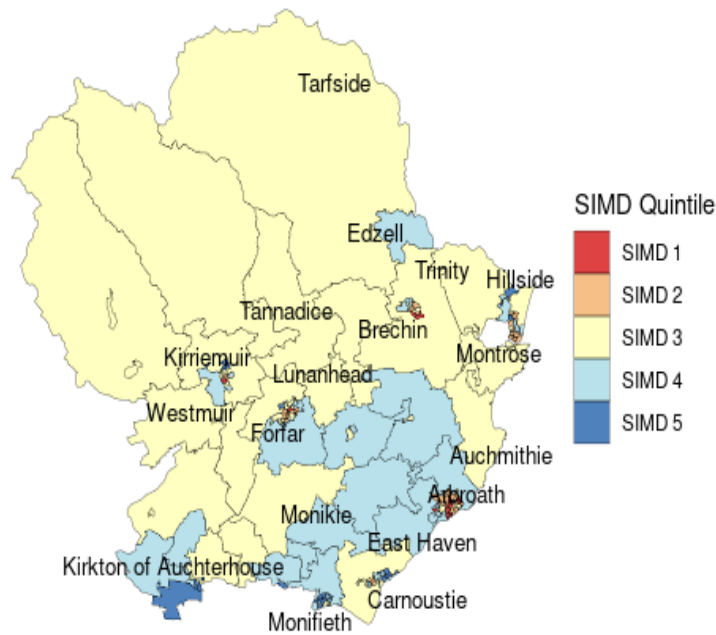 Tarfside
Edzell
Trinity
Hillside
Tannadice
Brechin
Montrose
Kirriemuir
Lunanhead
Westmuir
Forfar
Auchmithie
Arbroath
Monikie
East Haven
Kirkton of Auchterhouse
Carnoustie
Monifieth
SIMD Quintile
SIMD 1
SIMD 2
SIMD 3
SIMD 4
SIMD 5